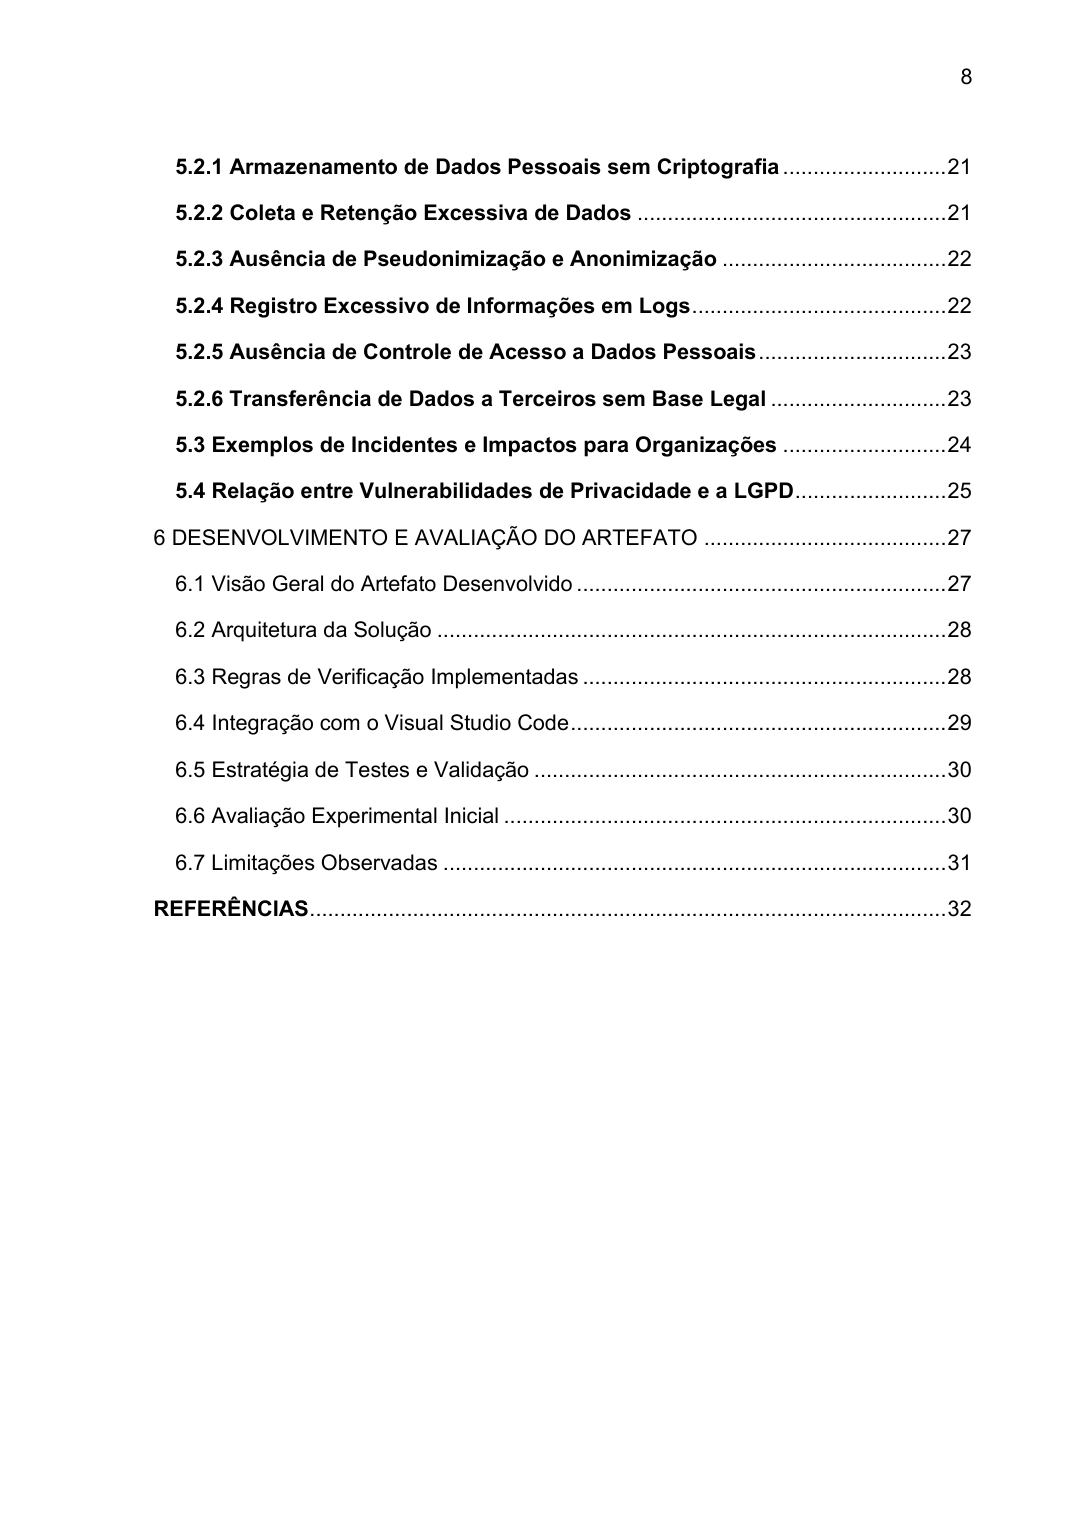 8
5.2.1 Armazenamento de Dados Pessoais sem Criptografia...........................21
5.2.2 Coleta e Retenção Excessiva de Dados ...................................................21
5.2.3 Ausência de Pseudonimização e Anonimização .....................................22
5.2.4 Registro Excessivo de Informações em Logs..........................................22
5.2.5 Ausência de Controle de Acesso a Dados Pessoais...............................23
5.2.6 Transferência de Dados a Terceiros sem Base Legal .............................23
5.3 Exemplos de Incidentes e Impactos para Organizações ...........................24
5.4 Relação entre Vulnerabilidades de Privacidade e a LGPD.........................25
6 DESENVOLVIMENTO E AVALIAÇÃO DO ARTEFATO ........................................27
6.1 Visão Geral do Artefato Desenvolvido .............................................................27
6.2 Arquitetura da Solução ....................................................................................28
6.3 Regras de Verificação Implementadas ............................................................28
6.4 Integração com o Visual Studio Code..............................................................29
6.5 Estratégia de Testes e Validação ....................................................................30
6.6 Avaliação Experimental Inicial .........................................................................30
6.7 Limitações Observadas ...................................................................................31
REFERÊNCIAS.........................................................................................................32